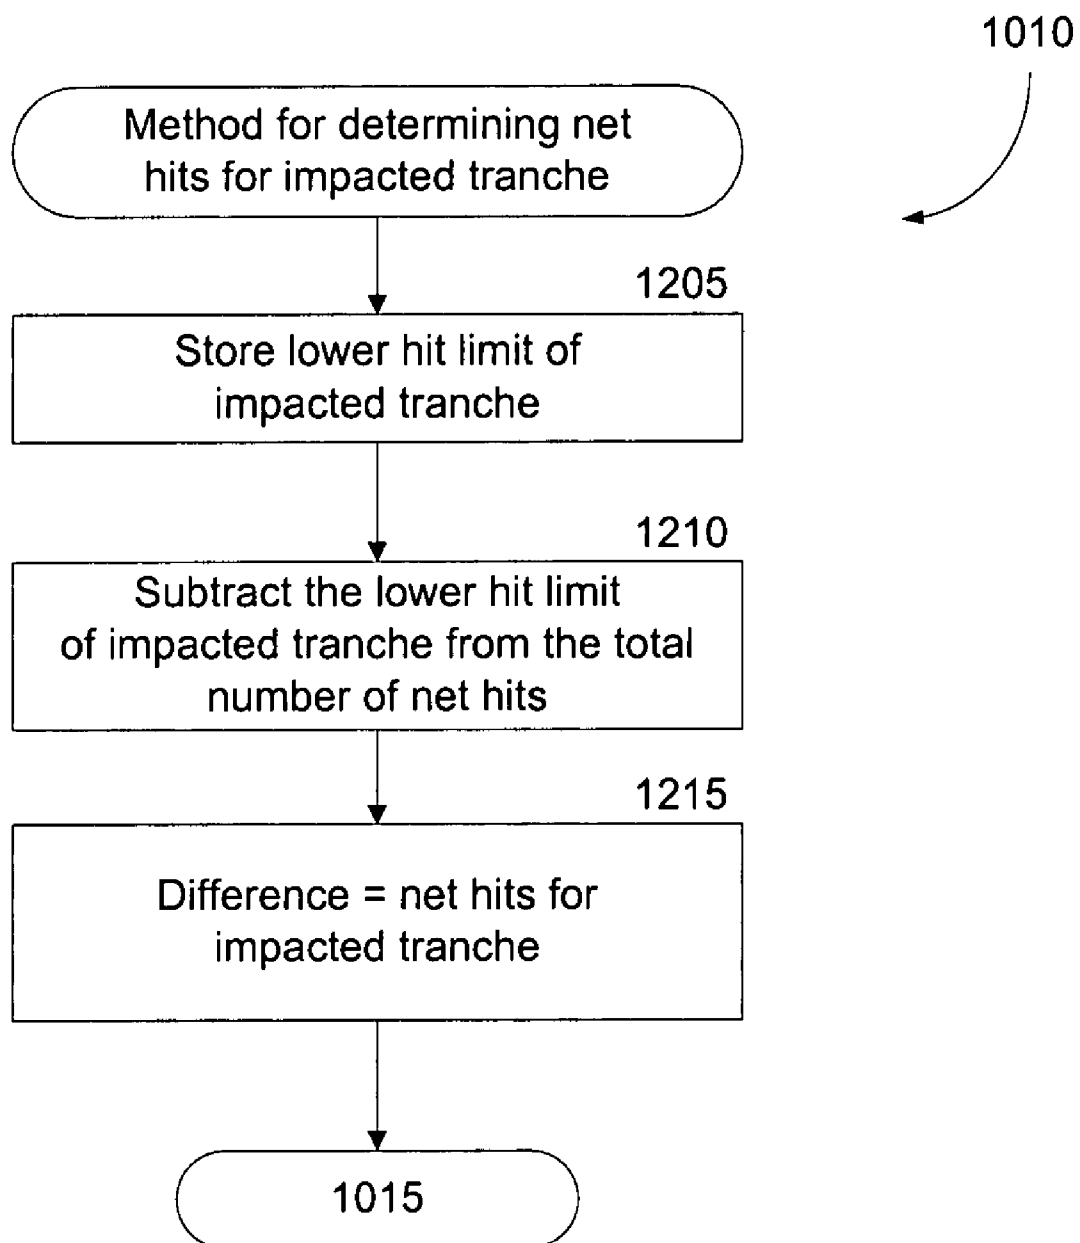 1010
Method for determining net
hits for impacted tranche
1205
Store lower hit limit of
impacted tranche
1210
Subtract the lower hit limit
of impacted tranche from the total
number of net hits
1215
Difference = net hits for
impacted tranche
1015